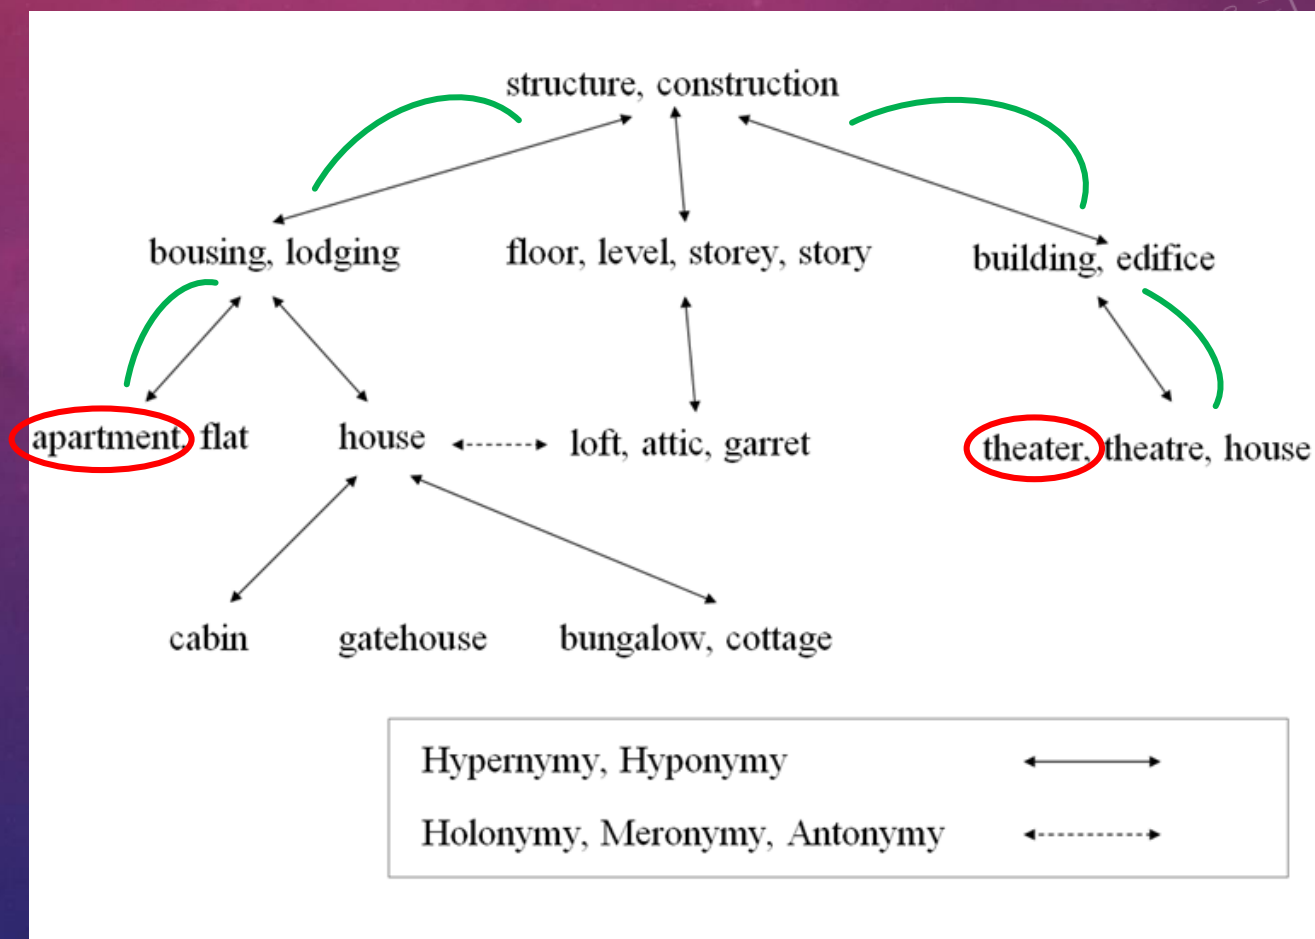 structure, construction
bousing, lodging
floor, level, storey, story
building, edifice
apartment, flat
house
loft, attic, garret
theater, theatre, house
cabin
gatehouse
bungalow, cottage
Hypernymy, Hyponymy
Holonymy, Meronymy, Antonymy